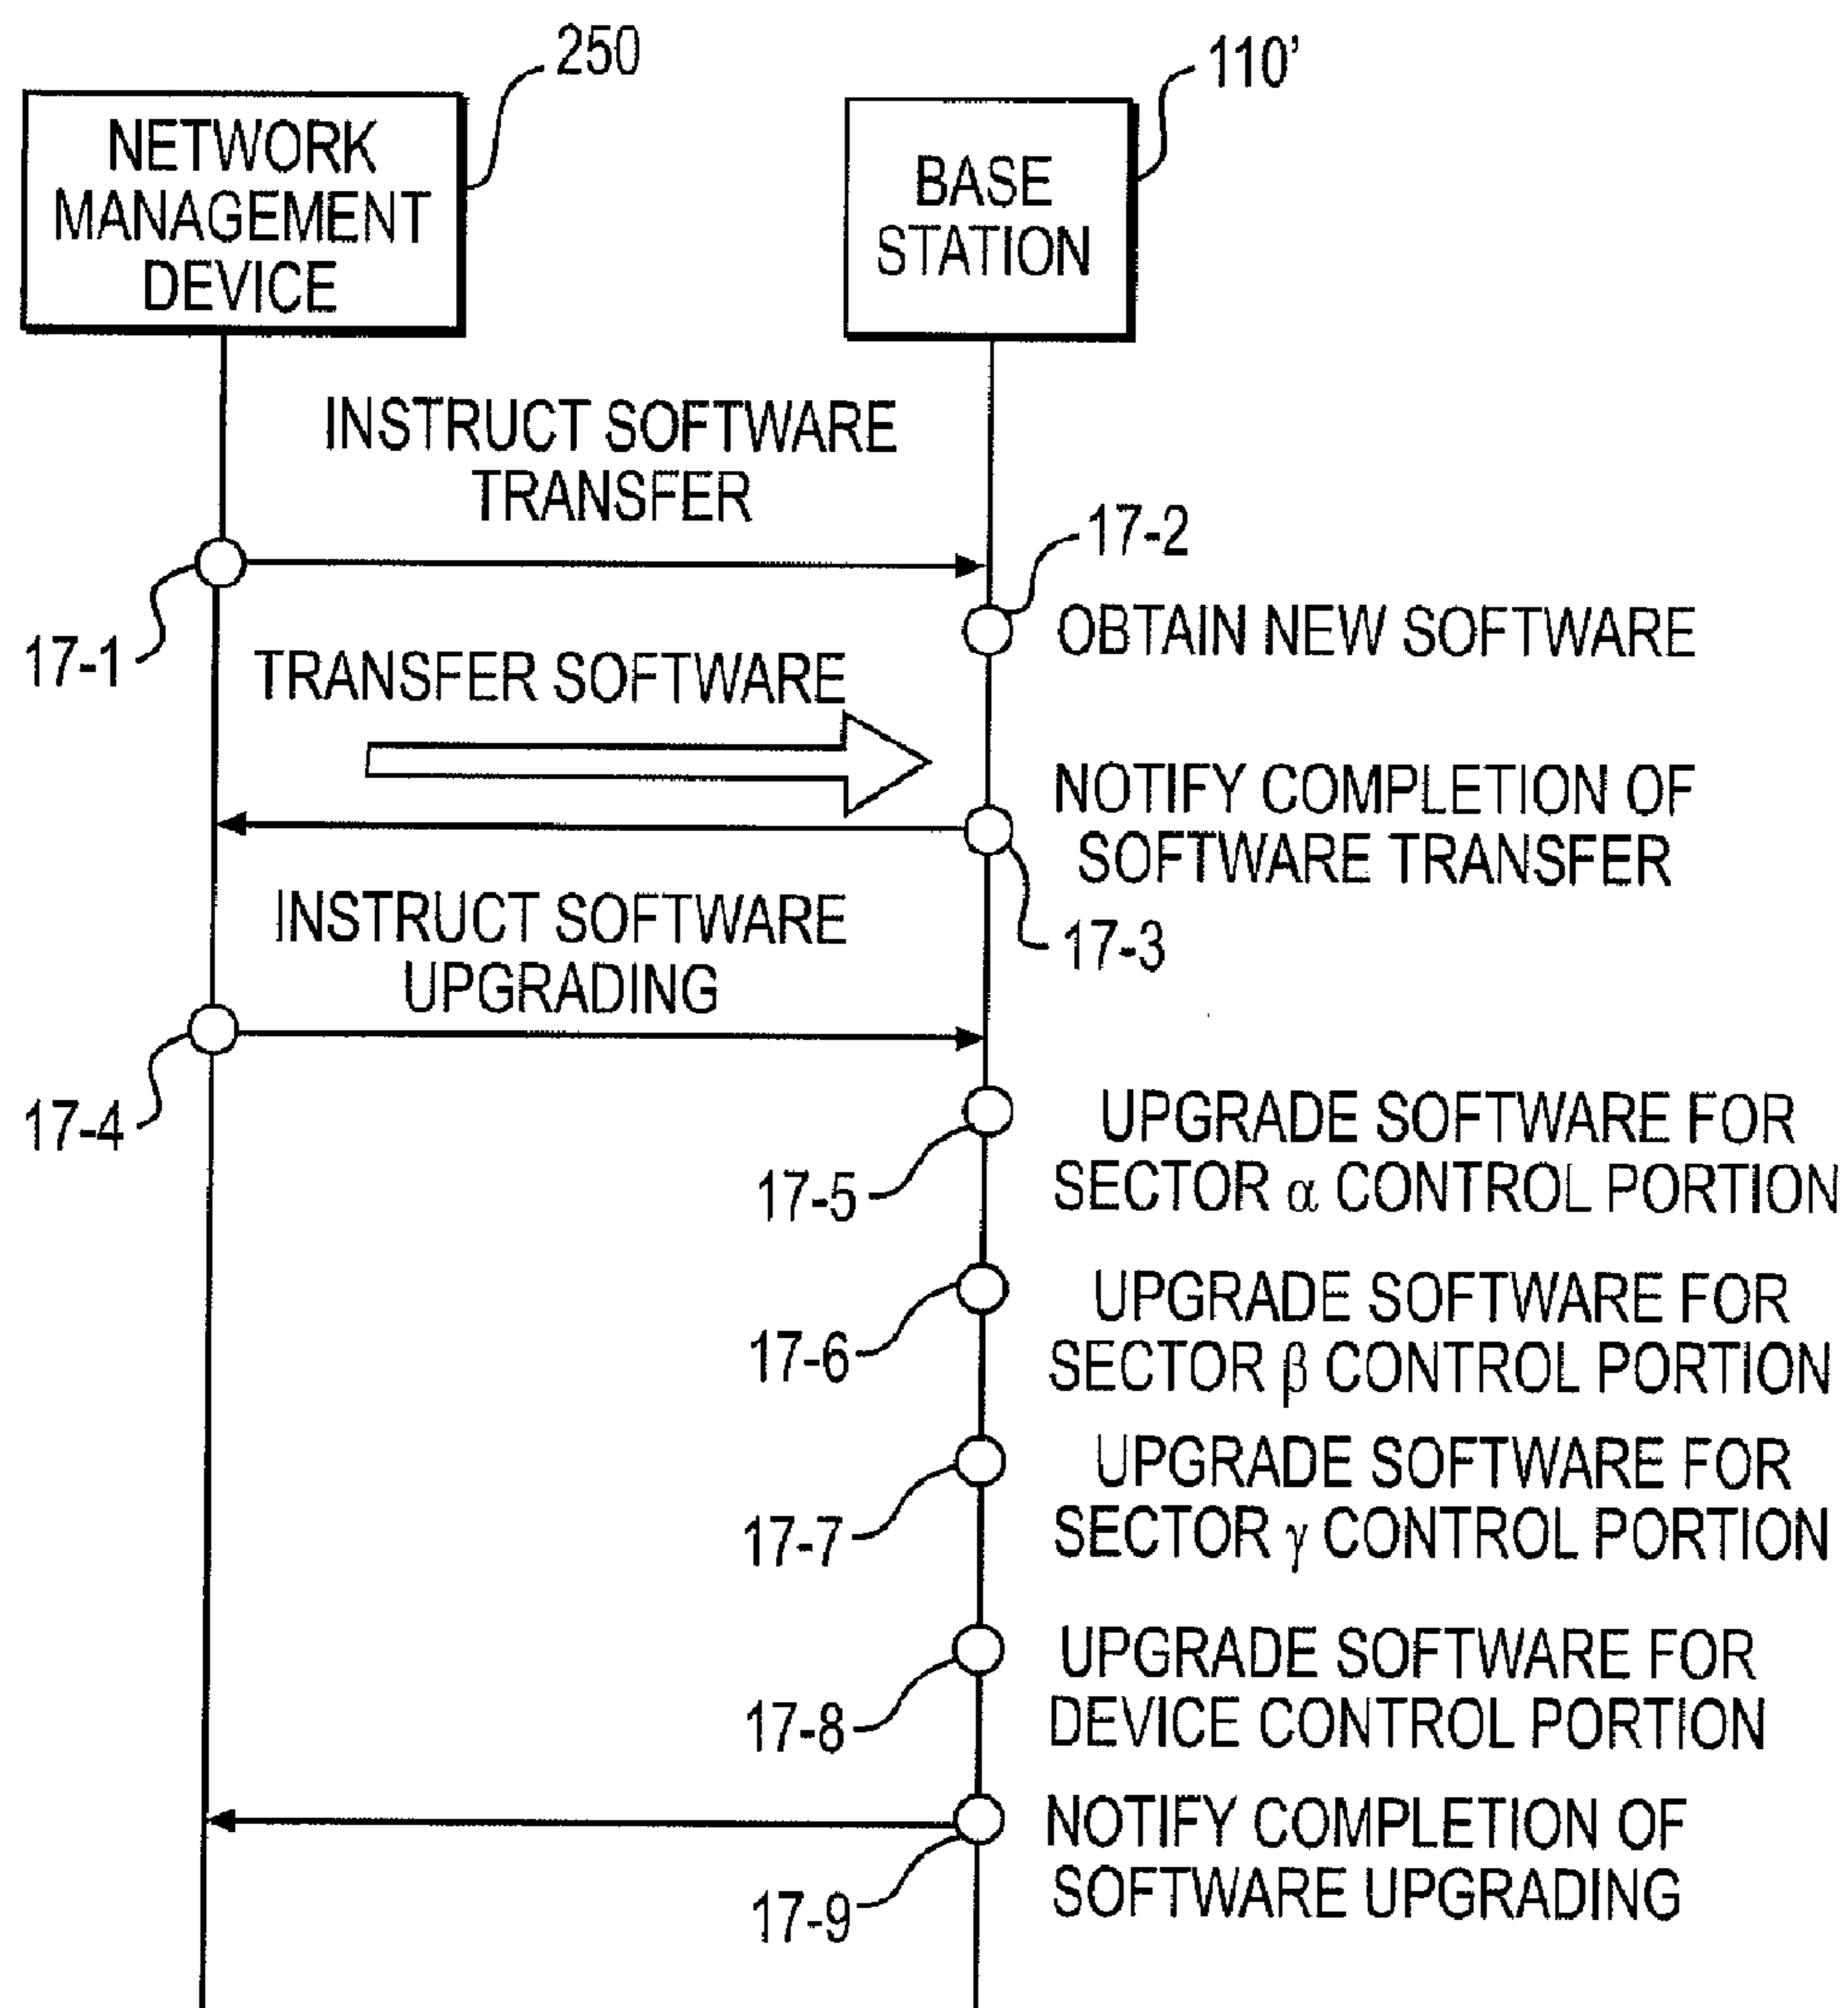 250
110'
NETWORK
MANAGEMENT
DEVICE
BASE
STATION
INSTRUCT SOFTWARE
TRANSFER
17-1
17-2
OBTAIN NEW SOFTWARE
TRANSFER SOFTWARE
NOTIFY COMPLETION OF
SOFTWARE TRANSFER
17-3
INSTRUCT SOFTWARE
UPGRADING
17-4
UPGRADE SOFTWARE FOR
SECTOR α CONTROL PORTION
17-5
UPGRADE SOFTWARE FOR
SECTOR β CONTROL PORTION
17-6
UPGRADE SOFTWARE FOR
SECTOR γ CONTROL PORTION
17-7
UPGRADE SOFTWARE FOR
DEVICE CONTROL PORTION
17-8
NOTIFY COMPLETION OF
SOFTWARE UPGRADING
17-9